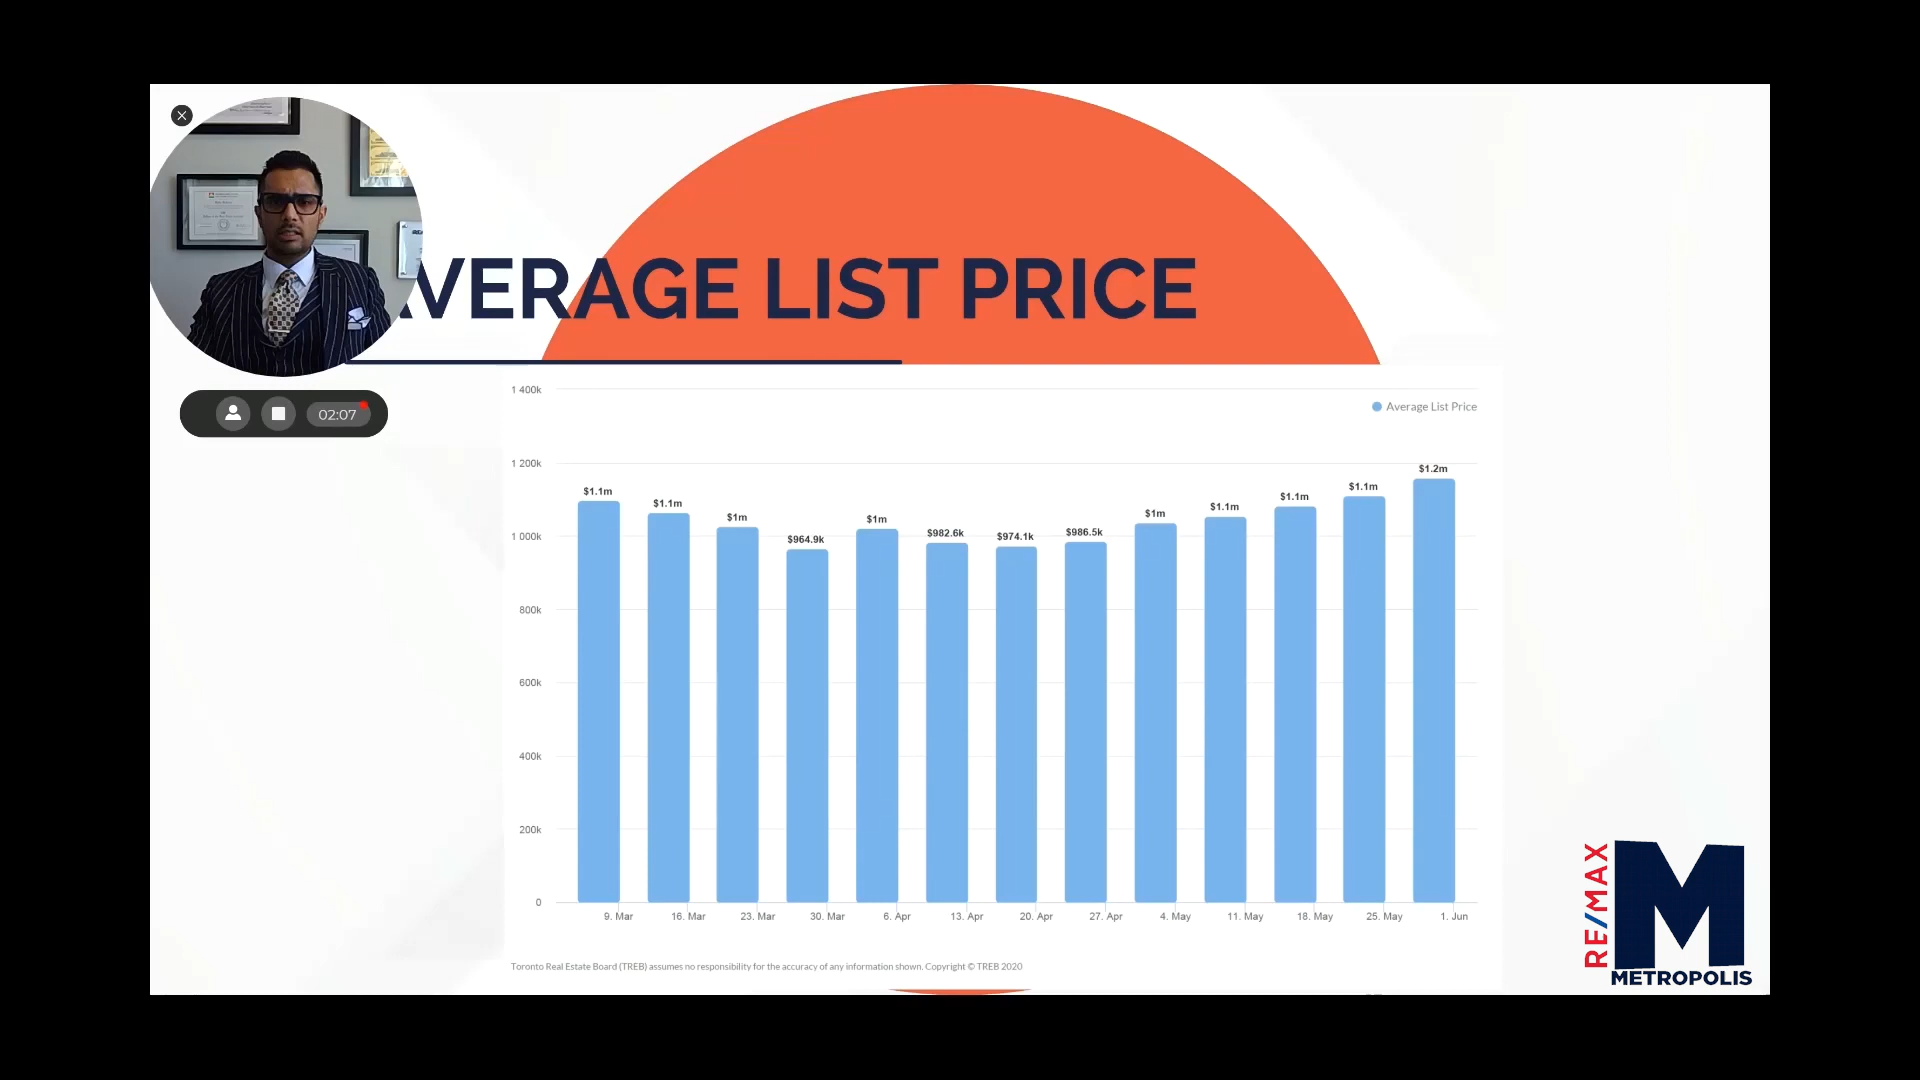 AVERAGE LIST PRICE
02:07
1 400k
Average List Price
1 200k
1 000k
800k
600k
400k
200k
0
$1.1m
$1.1m
$1m
$964.9k
$1m
$982.6k
$974.1k
$986.5k
$1m
$1.1m
$1.1m
$1.1m
$1.2m
9. Mar
16. Mar
23. Mar
30. Mar
6. Apr
13. Apr
20. Apr
27. Apr
4. May
11. May
18. May
25. May
1. Jun
Toronto Real Estate Board (TREB) assumes no responsibility for the accuracy of any information shown. Copyright © TREB 2020
RE/MAX
M
METROPOLIS